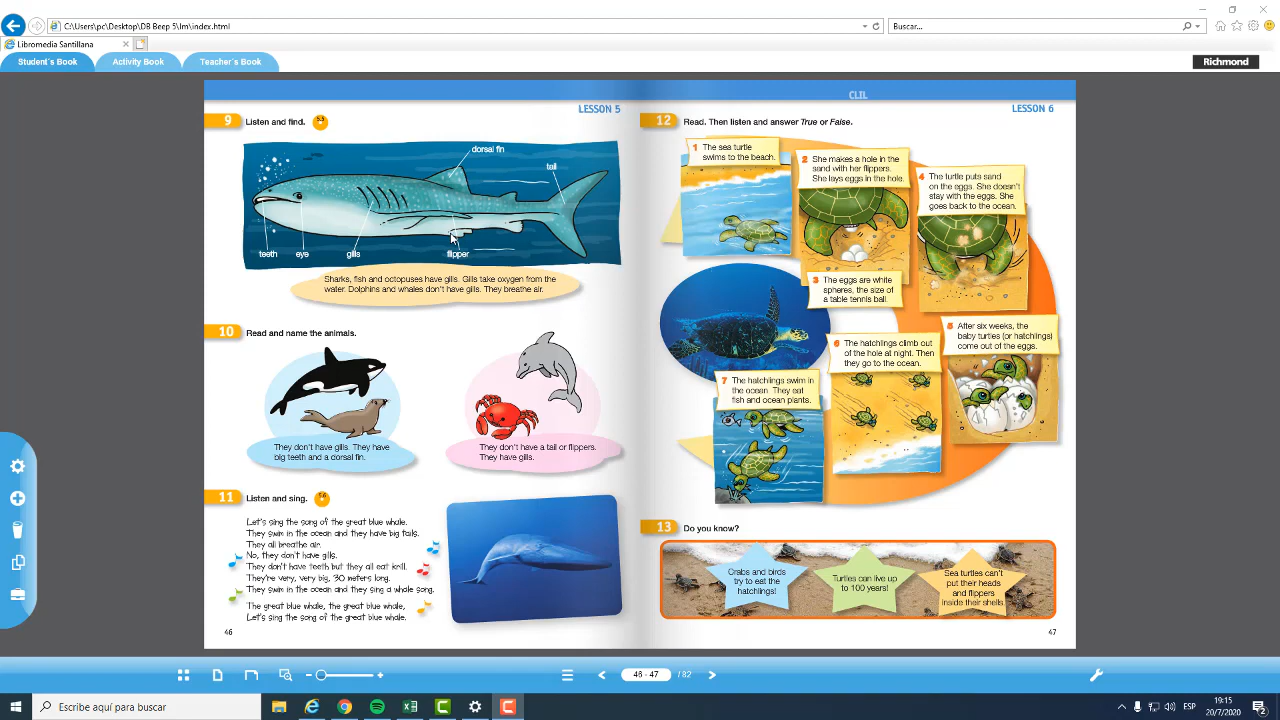 C:\Users\pc\Desktop\DB Beep 5\lm\index.html
Buscar...
Libromedia Santillana
Student´s Book
Activity Book
Teacher´s Book
Richmond
LESSON 5
9 Listen and find. 53
dorsal fin
tail
teeth
eye
gills
flipper
Sharks, fish and octopuses have gills. Gills take oxygen from the
water. Dolphins and whales don't have gills. They breathe air.
10 Read and name the animals.
They don't have gills. They have
big teeth and a dorsal fin.
They don't have a tail or flippers.
They have gills.
11 Listen and sing.
Let's sing the song of the great blue whale.
They swim in the ocean and they have big tails.
They all breathe air.
No, they don't have gills.
They don't have teeth but they all eat krill.
They're very, very big, 30 meters long.
They swim in the ocean and they sing a whale song.
The great blue whale, the great blue whale,
Let's sing the song of the great blue whale.
46
CLIL
LESSON 6
12 Read. Then listen and answer True or False.
1 The sea turtle
swims to the beach.
2 She makes a hole in the
sand with her flippers.
She lays eggs in the hole.
3 The eggs are white
spheres, the size of
a table tennis ball.
4 The turtle puts sand
on the eggs. She doesn't
stay with the eggs. She
goes back to the ocean.
5 After six weeks, the
baby turtles (or hatchlings)
come out of the eggs.
6 The hatchlings climb out
of the hole at night. Then
they go to the ocean.
7 The hatchlings swim in
the ocean. They eat
fish and ocean plants.
13 Do you know?
Crabs and birds
try to eat the
hatchlings!
Turtles can live up
to 100 years!
Sea turtles can't
put their heads
and flippers
inside their shells.
47
46 - 47 / 82
Escribe aquí para buscar
ESP
19:15
20/7/2020
2